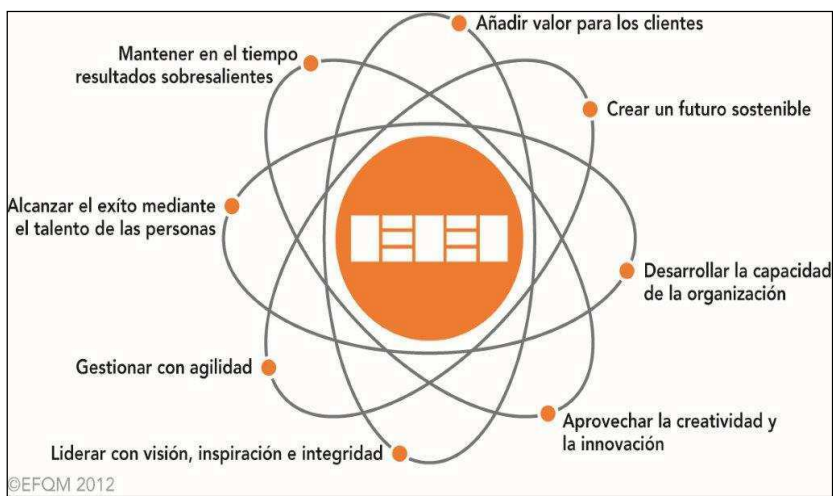 Añadir valor para los clientes
Crear un futuro sostenible
Desarrollar la capacidad
de la organización
Aprovechar la creatividad y
la innovación
Liderar con visión, inspiración e integridad
Gestionar con agilidad
Alcanzar el exíto mediante
el talento de las personas
Mantener en el tiempo
resultados sobresalientes
©EFQM 2012